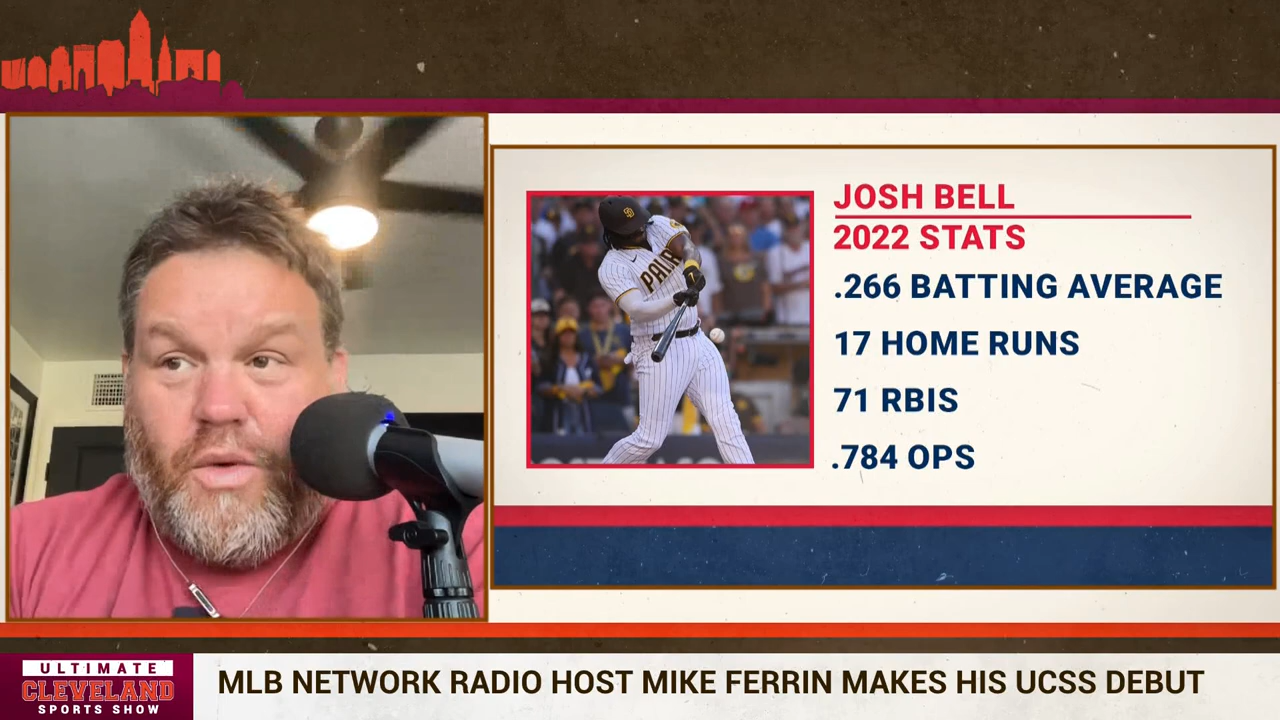 JOSH BELL
2022 STATS
.266 BATTING AVERAGE
17 HOME RUNS
71 RBIS
.784 OPS
ULTIMATE
CLEVELAND
SPORTS SHOW
MLB NETWORK RADIO HOST MIKE FERRIN MAKES HIS UCSS DEBUT